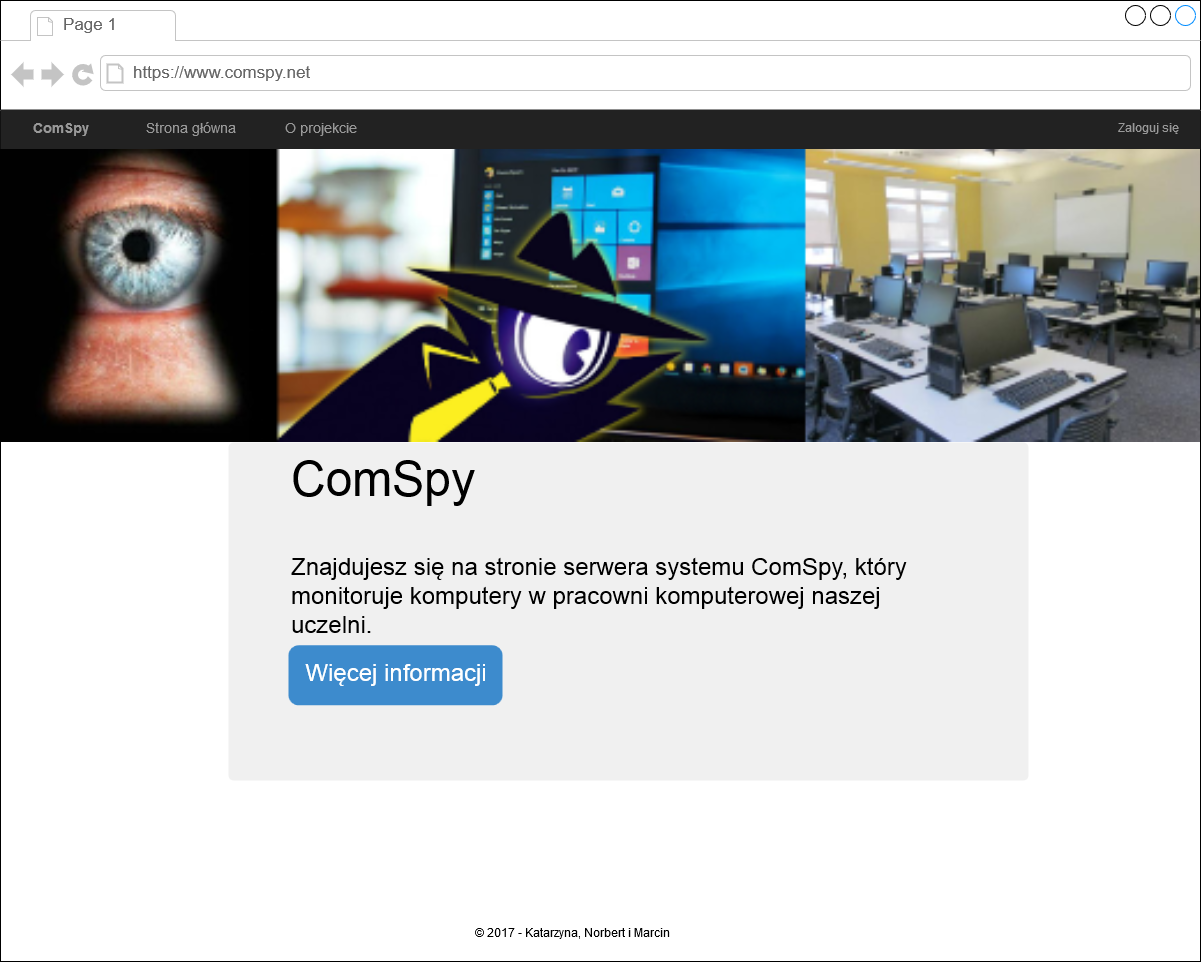 Page 1
https://www.comspy.net
ComSpy
Strona główna
O projekcie
Zaloguj się
ComSpy
Znajdujesz się na stronie serwera systemu ComSpy, który
monitoruje komputery w pracowni komputerowej naszej
uczelni.
Więcej informacji
© 2017 - Katarzyna, Norbert i Marcin